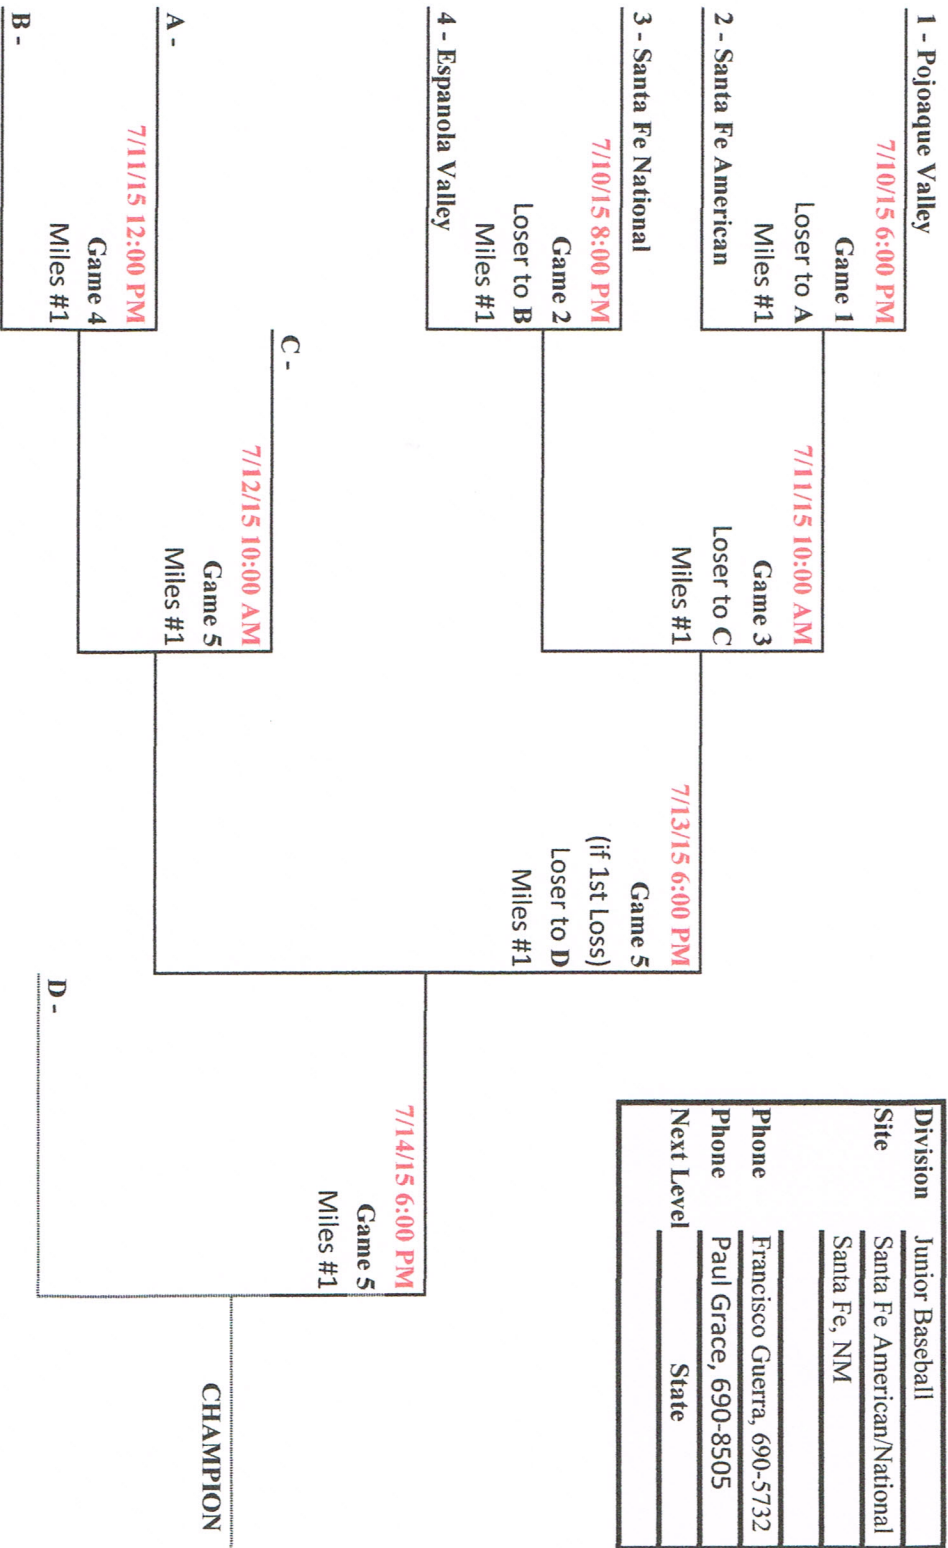 1 - Pojoaque Valley
7/10/15 6:00 PM
Game 1
Loser to A
Miles #1
2 - Santa Fe American
3 - Santa Fe National
7/10/15 8:00 PM
Game 2
Loser to B
Miles #1
4 - Espanola Valley
A -
7/11/15 12:00 PM
Game 4
Miles #1
B -
7/11/15 10:00 AM
Game 3
Loser to C
Miles #1
C -
7/12/15 10:00 AM
Game 5
Miles #1
7/13/15 6:00 PM
Game 5
(if 1st Loss)
Loser to D
Miles #1
D -
7/14/15 6:00 PM
Game 5
Miles #1
CHAMPION
Division Junior Baseball
Site Santa Fe American/National
Santa Fe, NM
Phone Francisco Guerra, 690-5732
Phone Paul Grace, 690-8505
Next Level State